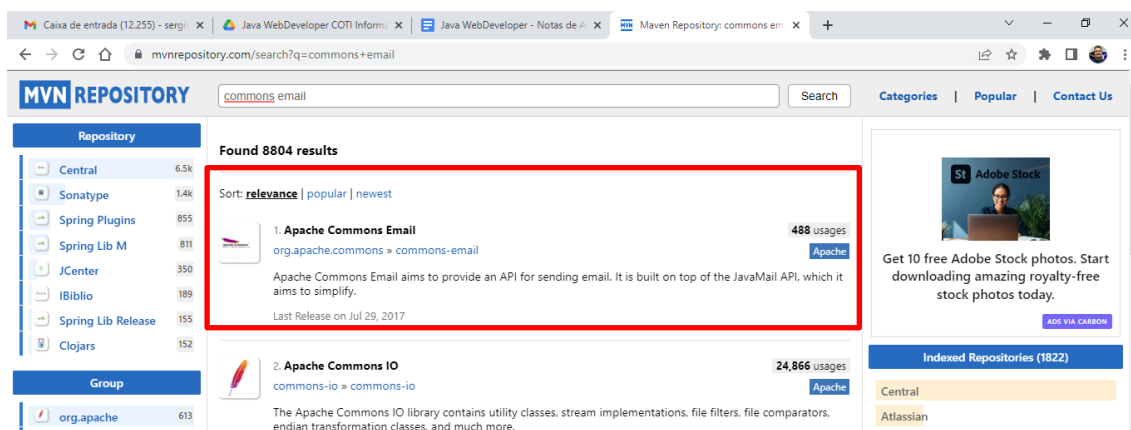 Caixa de entrada (12.255) - sergio
Java WebDeveloper COTI Inform
Java WebDeveloper - Notas de A
Maven Repository: commons em
mvnrepository.com/search?q=commons+email
MVN REPOSITORY
commons email
Search
Categories | Popular | Contact Us
Repository
Central 6.5k
Sonatype 1.4k
Spring Plugins 855
Spring Lib M 811
JCenter 350
IBiblio 189
Spring Lib Release 155
Clojars 152
Group
org.apache 613
Found 8804 results
Sort: relevance | popular | newest
1. Apache Commons Email 488 usages
org.apache.commons » commons-email Apache
Apache Commons Email aims to provide an API for sending email. It is built on top of the JavaMail API, which it
aims to simplify.
Last Release on Jul 29, 2017
2. Apache Commons IO 24,866 usages
commons-io » commons-io Apache
The Apache Commons IO library contains utility classes, stream implementations, file filters, file comparators,
endian transformation classes, and much more.
St Adobe Stock
Get 10 free Adobe Stock photos. Start
downloading amazing royalty-free
stock photos today.
ADS VIA CARBON
Indexed Repositories (1822)
Central
Atlassian